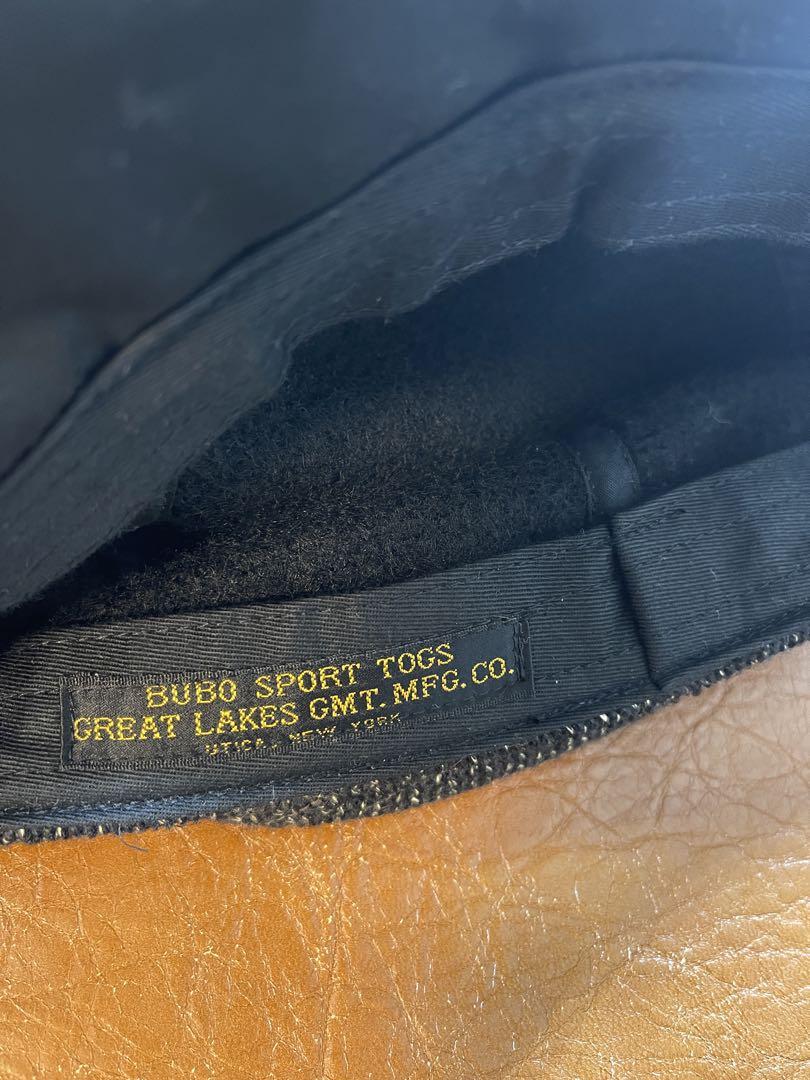 BUBO SPORT TOGS
GREAT LAKES GMT. MFG. CO.
UTICA, NEW YORK